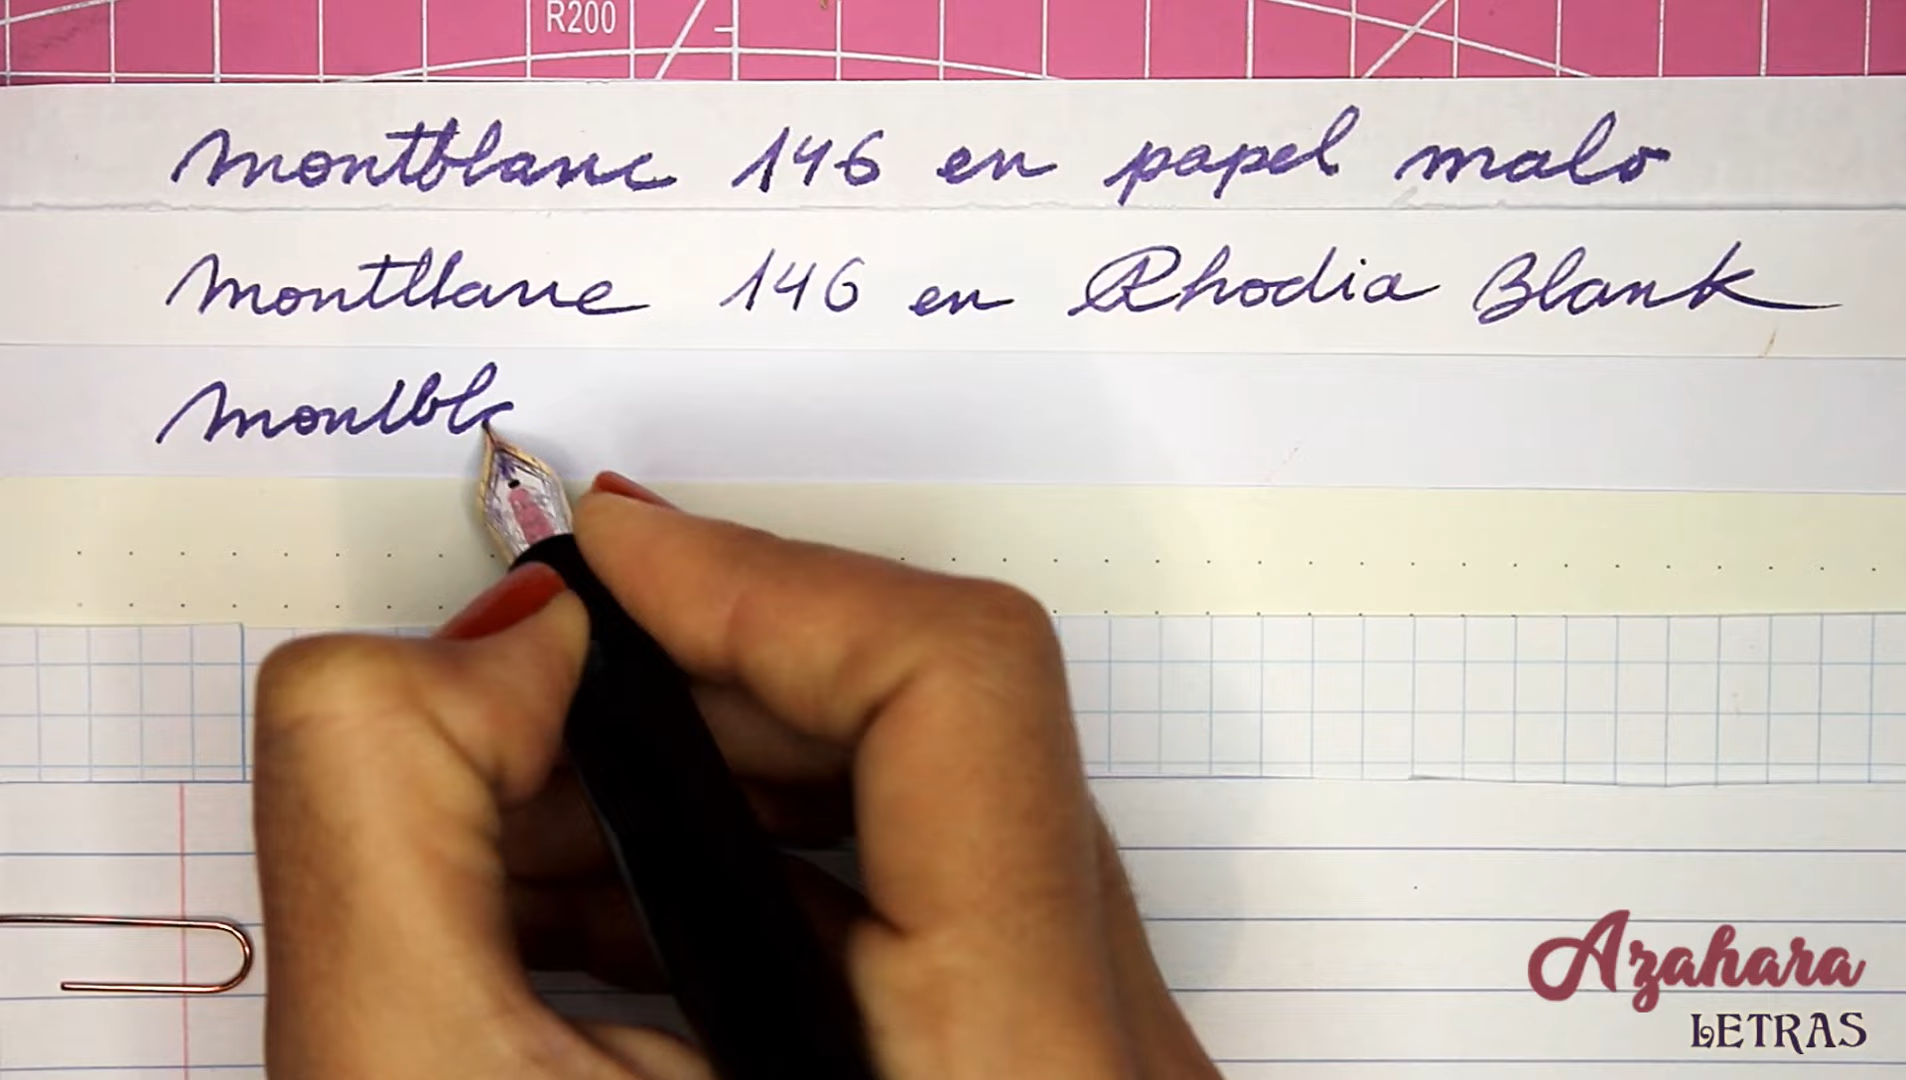 R200
Montblanc 146 en papel malo
Montblanc 146 en Rhodia Blank
Montbla
Azahara
LETRAS